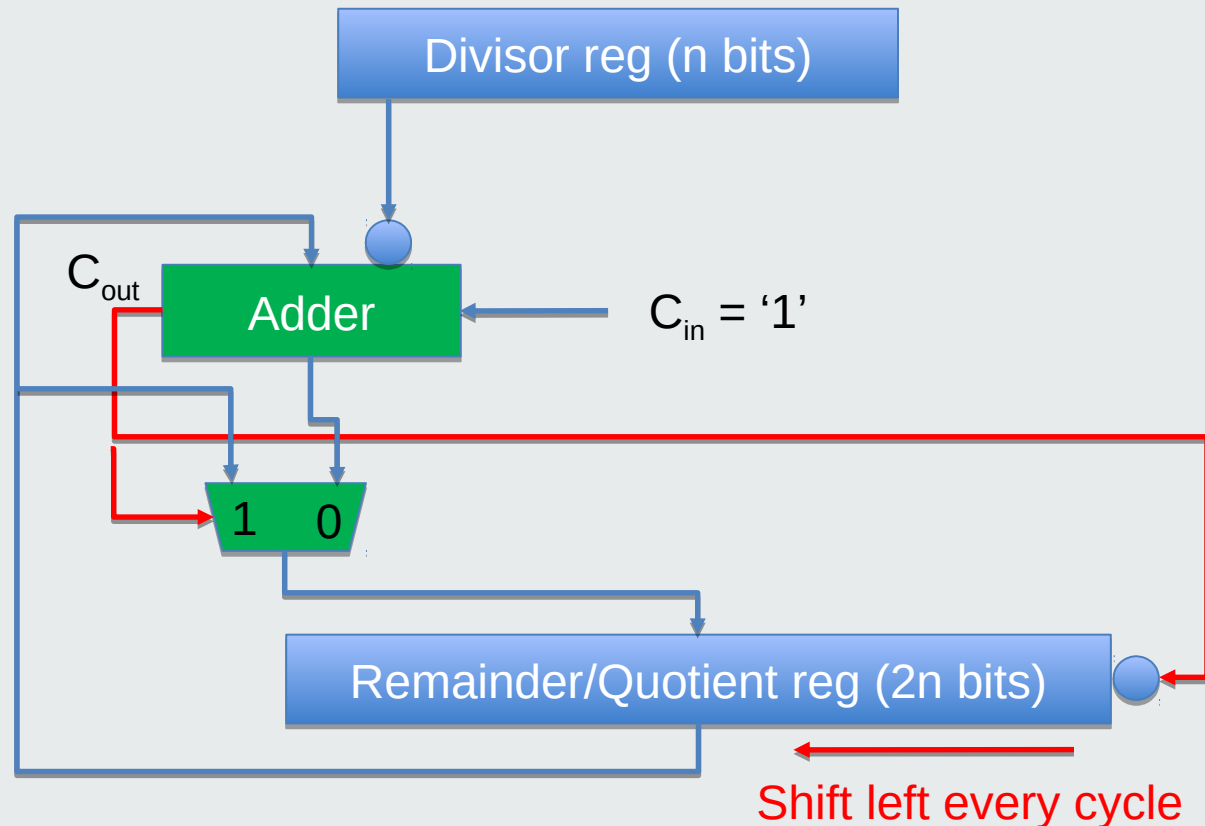 Divisor reg (n bits)
Cout
Adder
Cin = ‘1’
1 0
Remainder/Quotient reg (2n bits)
Shift left every cycle